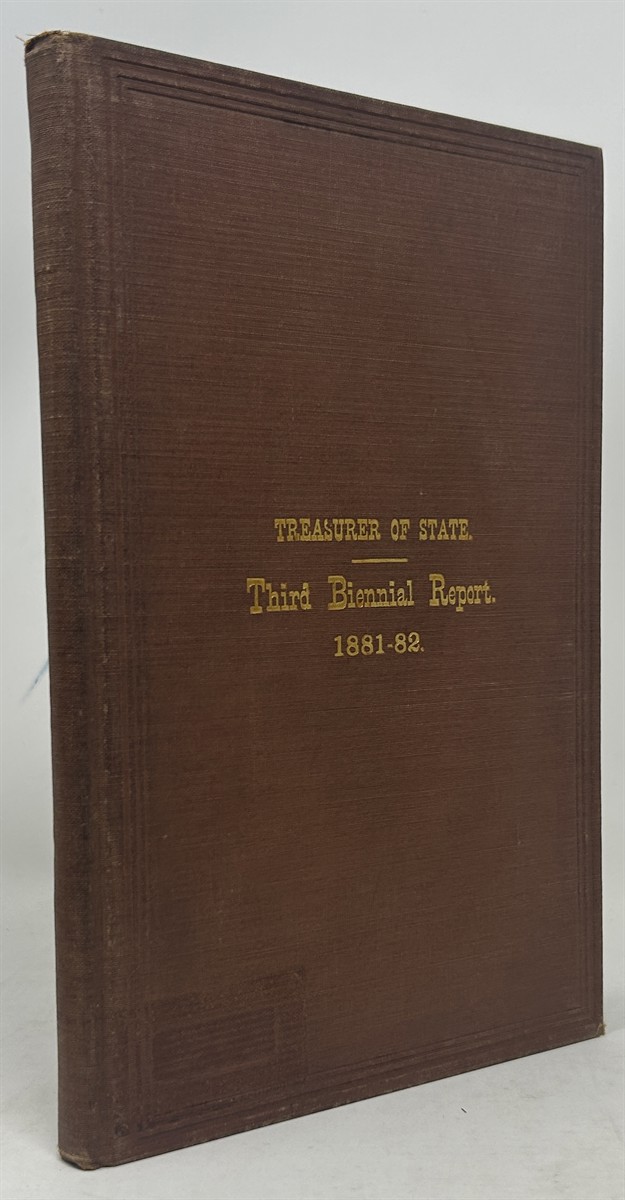 TREASURER OF STATE.
Third Biennial Report.
1881-82.